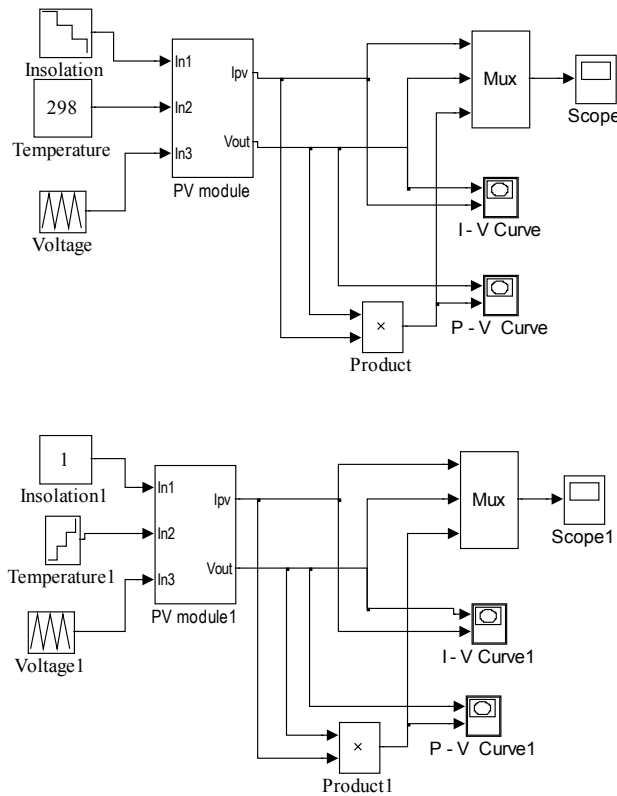 Insolation
298
Temperature
Voltage
In1
In2
In3
Ipv
Vout
PV module
Mux
Scope
I - V Curve
P - V Curve
×
Product
1
Insolation1
Temperature1
Voltage1
In1
In2
In3
Ipv
Vout
PV module1
Mux
Scope1
I - V Curve1
P - V Curve1
×
Product1